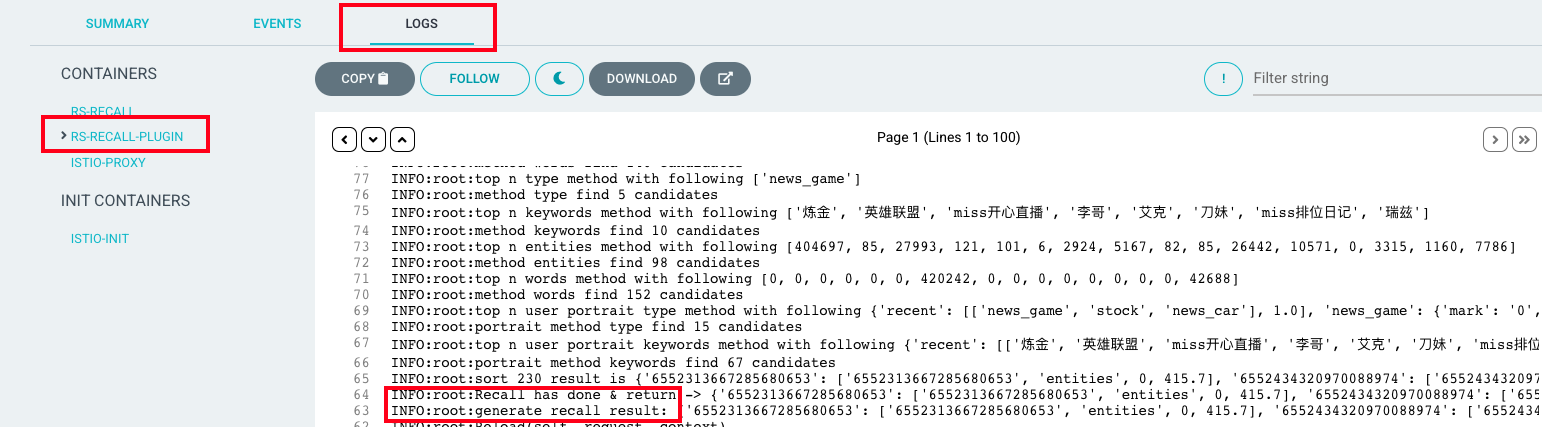 SUMMARY
EVENTS
LOGS
CONTAINERS
RS-RECALL
RS-RECALL-PLUGIN
ISTIO-PROXY
INIT CONTAINERS
ISTIO-INIT
COPY
FOLLOW
DOWNLOAD
!
Filter string
Page 1 (Lines 1 to 100)
77 INFO:root:top n type method with following ['news_game']
76 INFO:root:method type find 5 candidates
75 INFO:root:top n keywords method with following ['炼金', '英雄联盟', 'miss开心直播', '李哥', '艾克', '刀妹', 'miss排位日记', '瑞兹']
74 INFO:root:method keywords find 10 candidates
73 INFO:root:top n entities method with following [404697, 85, 27993, 121, 101, 6, 2924, 5167, 82, 85, 26442, 10571, 0, 3315, 1160, 7786]
72 INFO:root:method entities find 98 candidates
71 INFO:root:top n words method with following [0, 0, 0, 0, 0, 0, 420242, 0, 0, 0, 0, 0, 0, 0, 0, 42688]
70 INFO:root:method words find 152 candidates
69 INFO:root:top n user portrait type method with following {'recent': [['news_game', 'stock', 'news_car'], 1.0], 'news_game': {'mark': '0',
68 INFO:root:portrait method type find 15 candidates
67 INFO:root:top n user portrait keywords method with following {'recent': [['炼金', '英雄联盟', 'miss开心直播', '李哥', '艾克', '刀妹', 'miss排位
66 INFO:root:portrait method keywords find 67 candidates
65 INFO:root:sort 230 result is {'6552313667285680653': ['6552313667285680653', 'entities', 0, 415.7], '6552434320970088974': ['65524343209
64 INFO:root:Recall has done & return -> {'6552313667285680653': ['6552313667285680653', 'entities', 0, 415.7], '6552434320970088974': ['655
63 INFO:root:generate recall result: '6552313667285680653': ['6552313667285680653', 'entities', 0, 415.7], '6552434320970088974': ['6552434